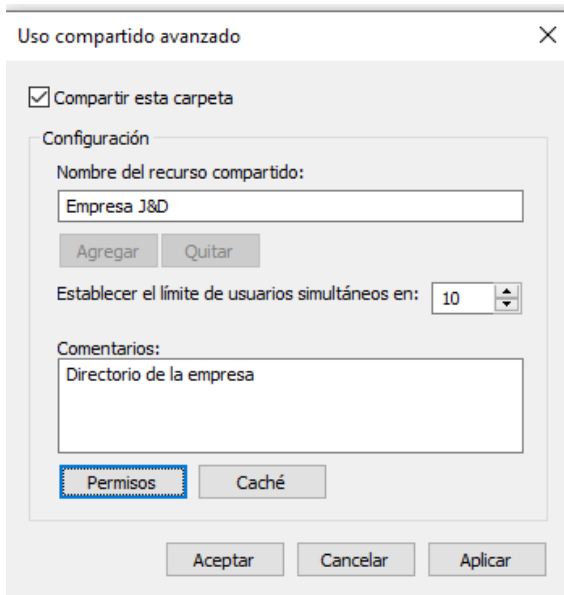 Uso compartido avanzado
Compartir esta carpeta
Configuración
Nombre del recurso compartido:
Empresa J&D
Agregar Quitar
Establecer el límite de usuarios simultáneos en: 10
Comentarios:
Directorio de la empresa
Permisos Caché
Aceptar Cancelar Aplicar